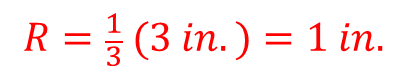 R = 1/3 (3 in.) = 1 in.